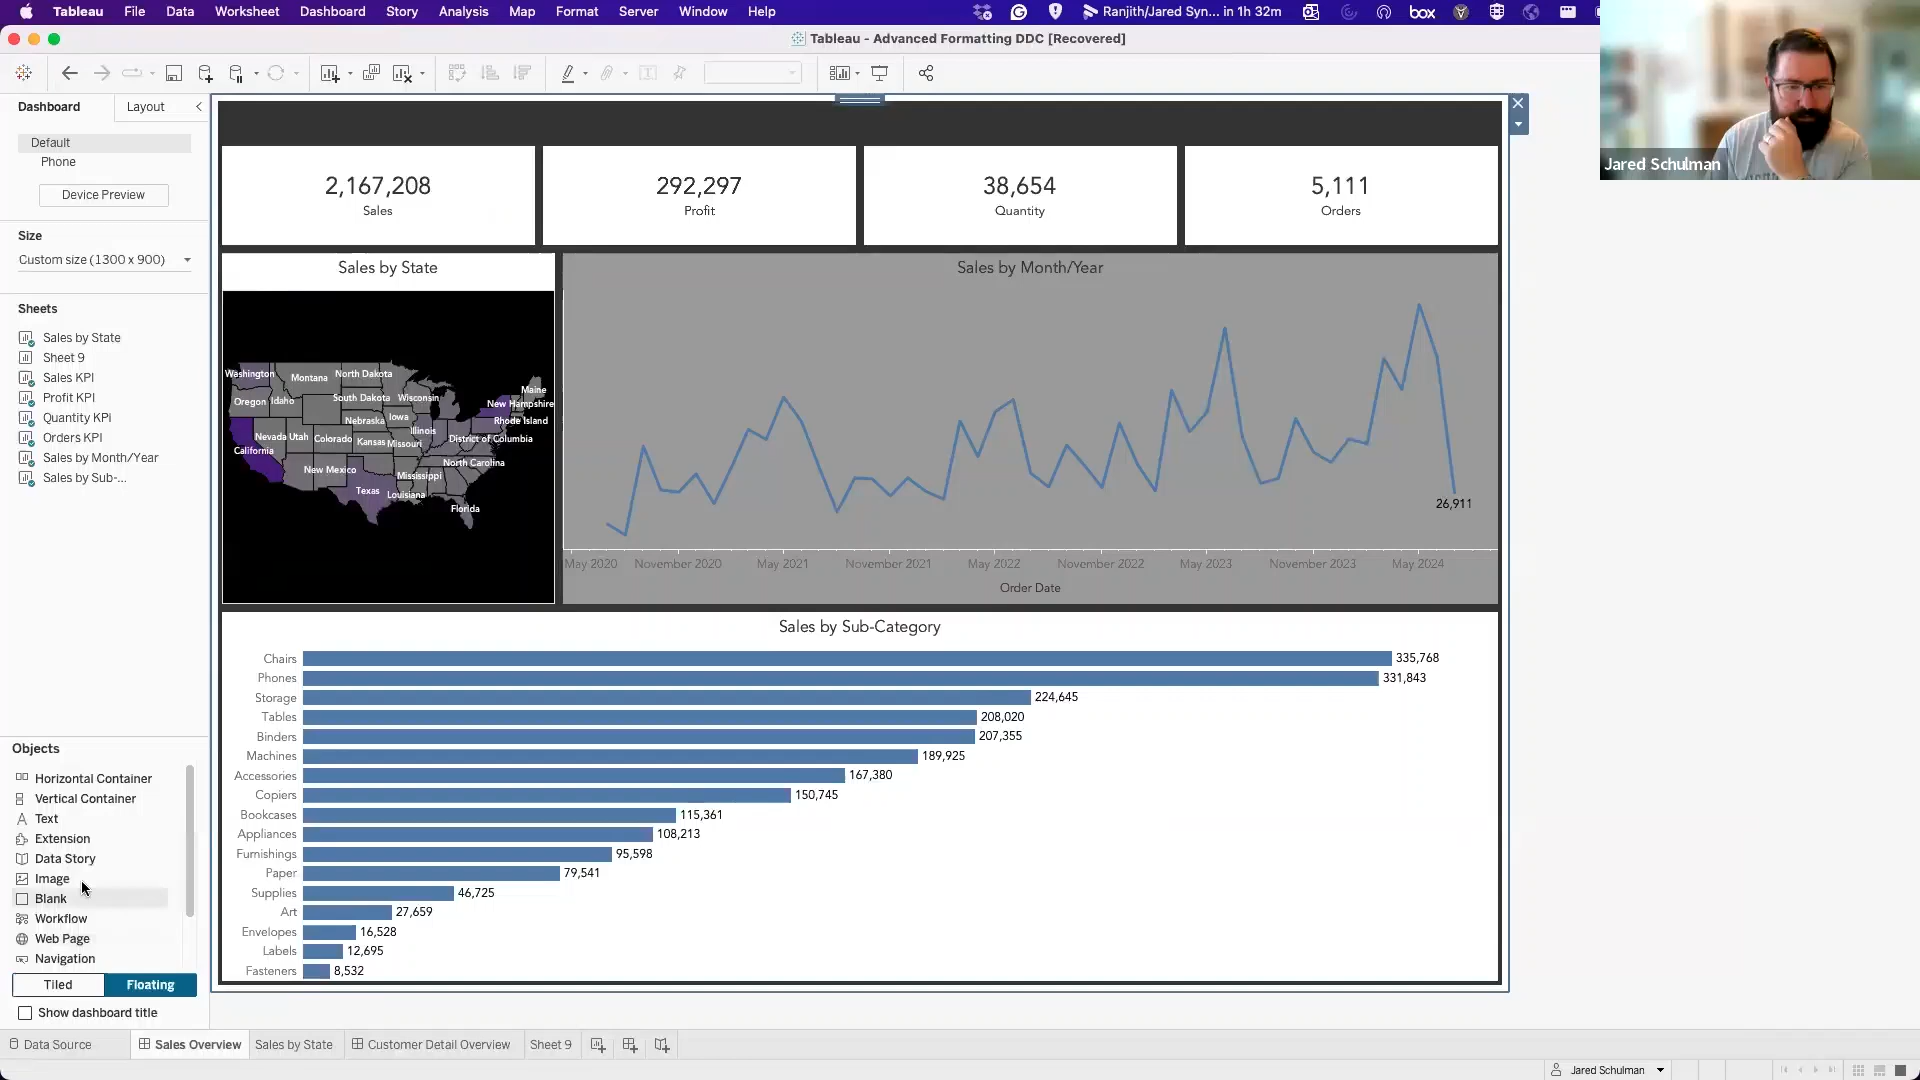 Tableau File Data Worksheet Dashboard Story Analysis Map Format Server Window Help
Ranjith/Jared Syn... in 1h 32m
box
Tableau - Advanced Formatting DDC [Recovered]
Jared Schulman
Dashboard Layout
Default
Phone
Device Preview
Size
Custom size (1300 x 900)
Sheets
Sales by State
Sheet 9
Sales KPI
Profit KPI
Quantity KPI
Orders KPI
Sales by Month/Year
Sales by Sub-...
Objects
Horizontal Container
Vertical Container
Text
Extension
Data Story
Image
Blank
Workflow
Web Page
Navigation
Tiled Floating
Show dashboard title
2,167,208
Sales
292,297
Profit
38,654
Quantity
5,111
Orders
Sales by State
Washington
Montana
North Dakota
Maine
Oregon
Idaho
South Dakota
Wisconsin
New Hampshire
Nebraska
Iowa
Rhode Island
Illinois
Nevada
Utah
Colorado
Kansas
Missouri
District of Columbia
California
New Mexico
North Carolina
Mississippi
Texas
Louisiana
Florida
Sales by Month/Year
26,911
May 2020 November 2020 May 2021 November 2021 May 2022 November 2022 May 2023 November 2023 May 2024
Order Date
Sales by Sub-Category
Chairs 335,768
Phones 331,843
Storage 224,645
Tables 208,020
Binders 207,355
Machines 189,925
Accessories 167,380
Copiers 150,745
Bookcases 115,361
Appliances 108,213
Furnishings 95,598
Paper 79,541
Supplies 46,725
Art 27,659
Envelopes 16,528
Labels 12,695
Fasteners 8,532
Data Source Sales Overview Sales by State Customer Detail Overview Sheet 9
Jared Schulman